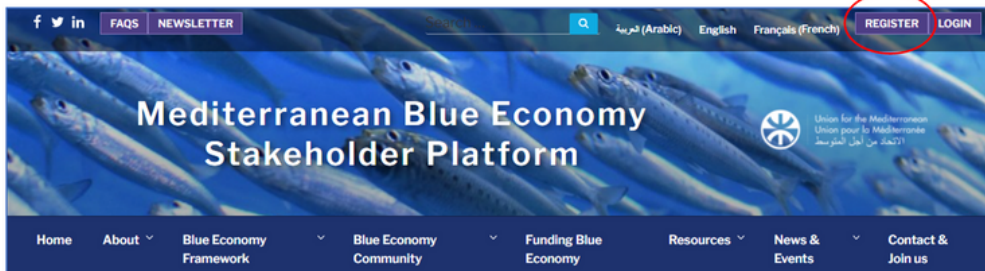 f in FAQS NEWSLETTER Search العربية (Arabic) English Français (French) REGISTER LOGIN
Mediterranean Blue Economy
Stakeholder Platform
Union for the Mediterranean
Union pour la Méditerranée
الاتحاد من أجل المتوسط
Home About Blue Economy Framework Blue Economy Community Funding Blue Economy Resources News & Events Contact & Join us